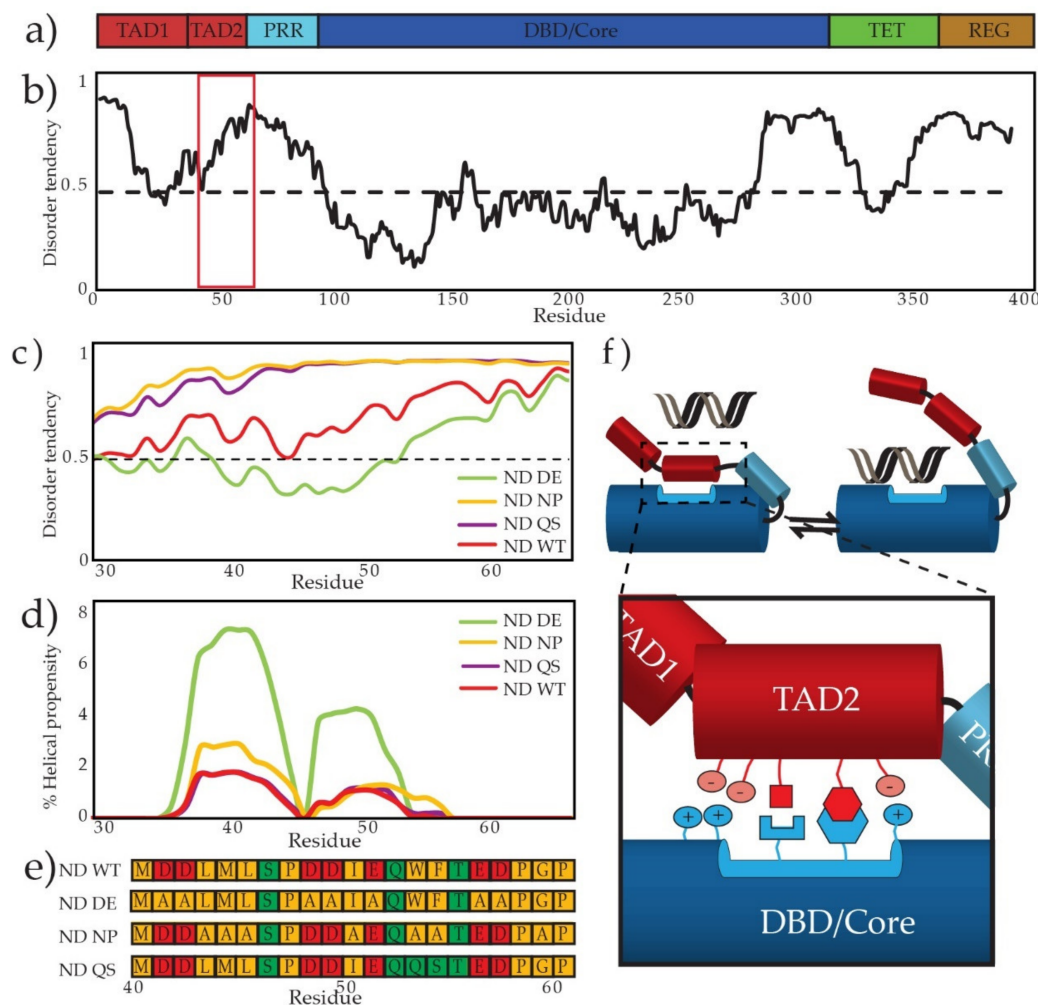 a)
TAD1 TAD2 PRR DBD/Core TET REG
b)
1
0.5
0
Disorder tendency
0 50 100 150 200 250 300 350 400
Residue
c)
1
0.5
0
Disorder tendency
ND DE
ND NP
ND QS
ND WT
30 40 50 60
Residue
d)
8
6
4
2
0
% Helical propensity
ND DE
ND NP
ND QS
ND WT
30 40 50 60
Residue
e)
ND WT M D D L M L S P D D I E Q W F T E D P G P
ND DE M A A L M L S P A A I A Q W F T A A P G P
ND NP M D D A A A S P D D A E Q A A T E D P A P
ND QS M D D L M L S P D D I E Q Q S T E D P G P
40 50 60
Residue
f)
TAD1
TAD2
PR
- - -
+ + +
DBD/Core